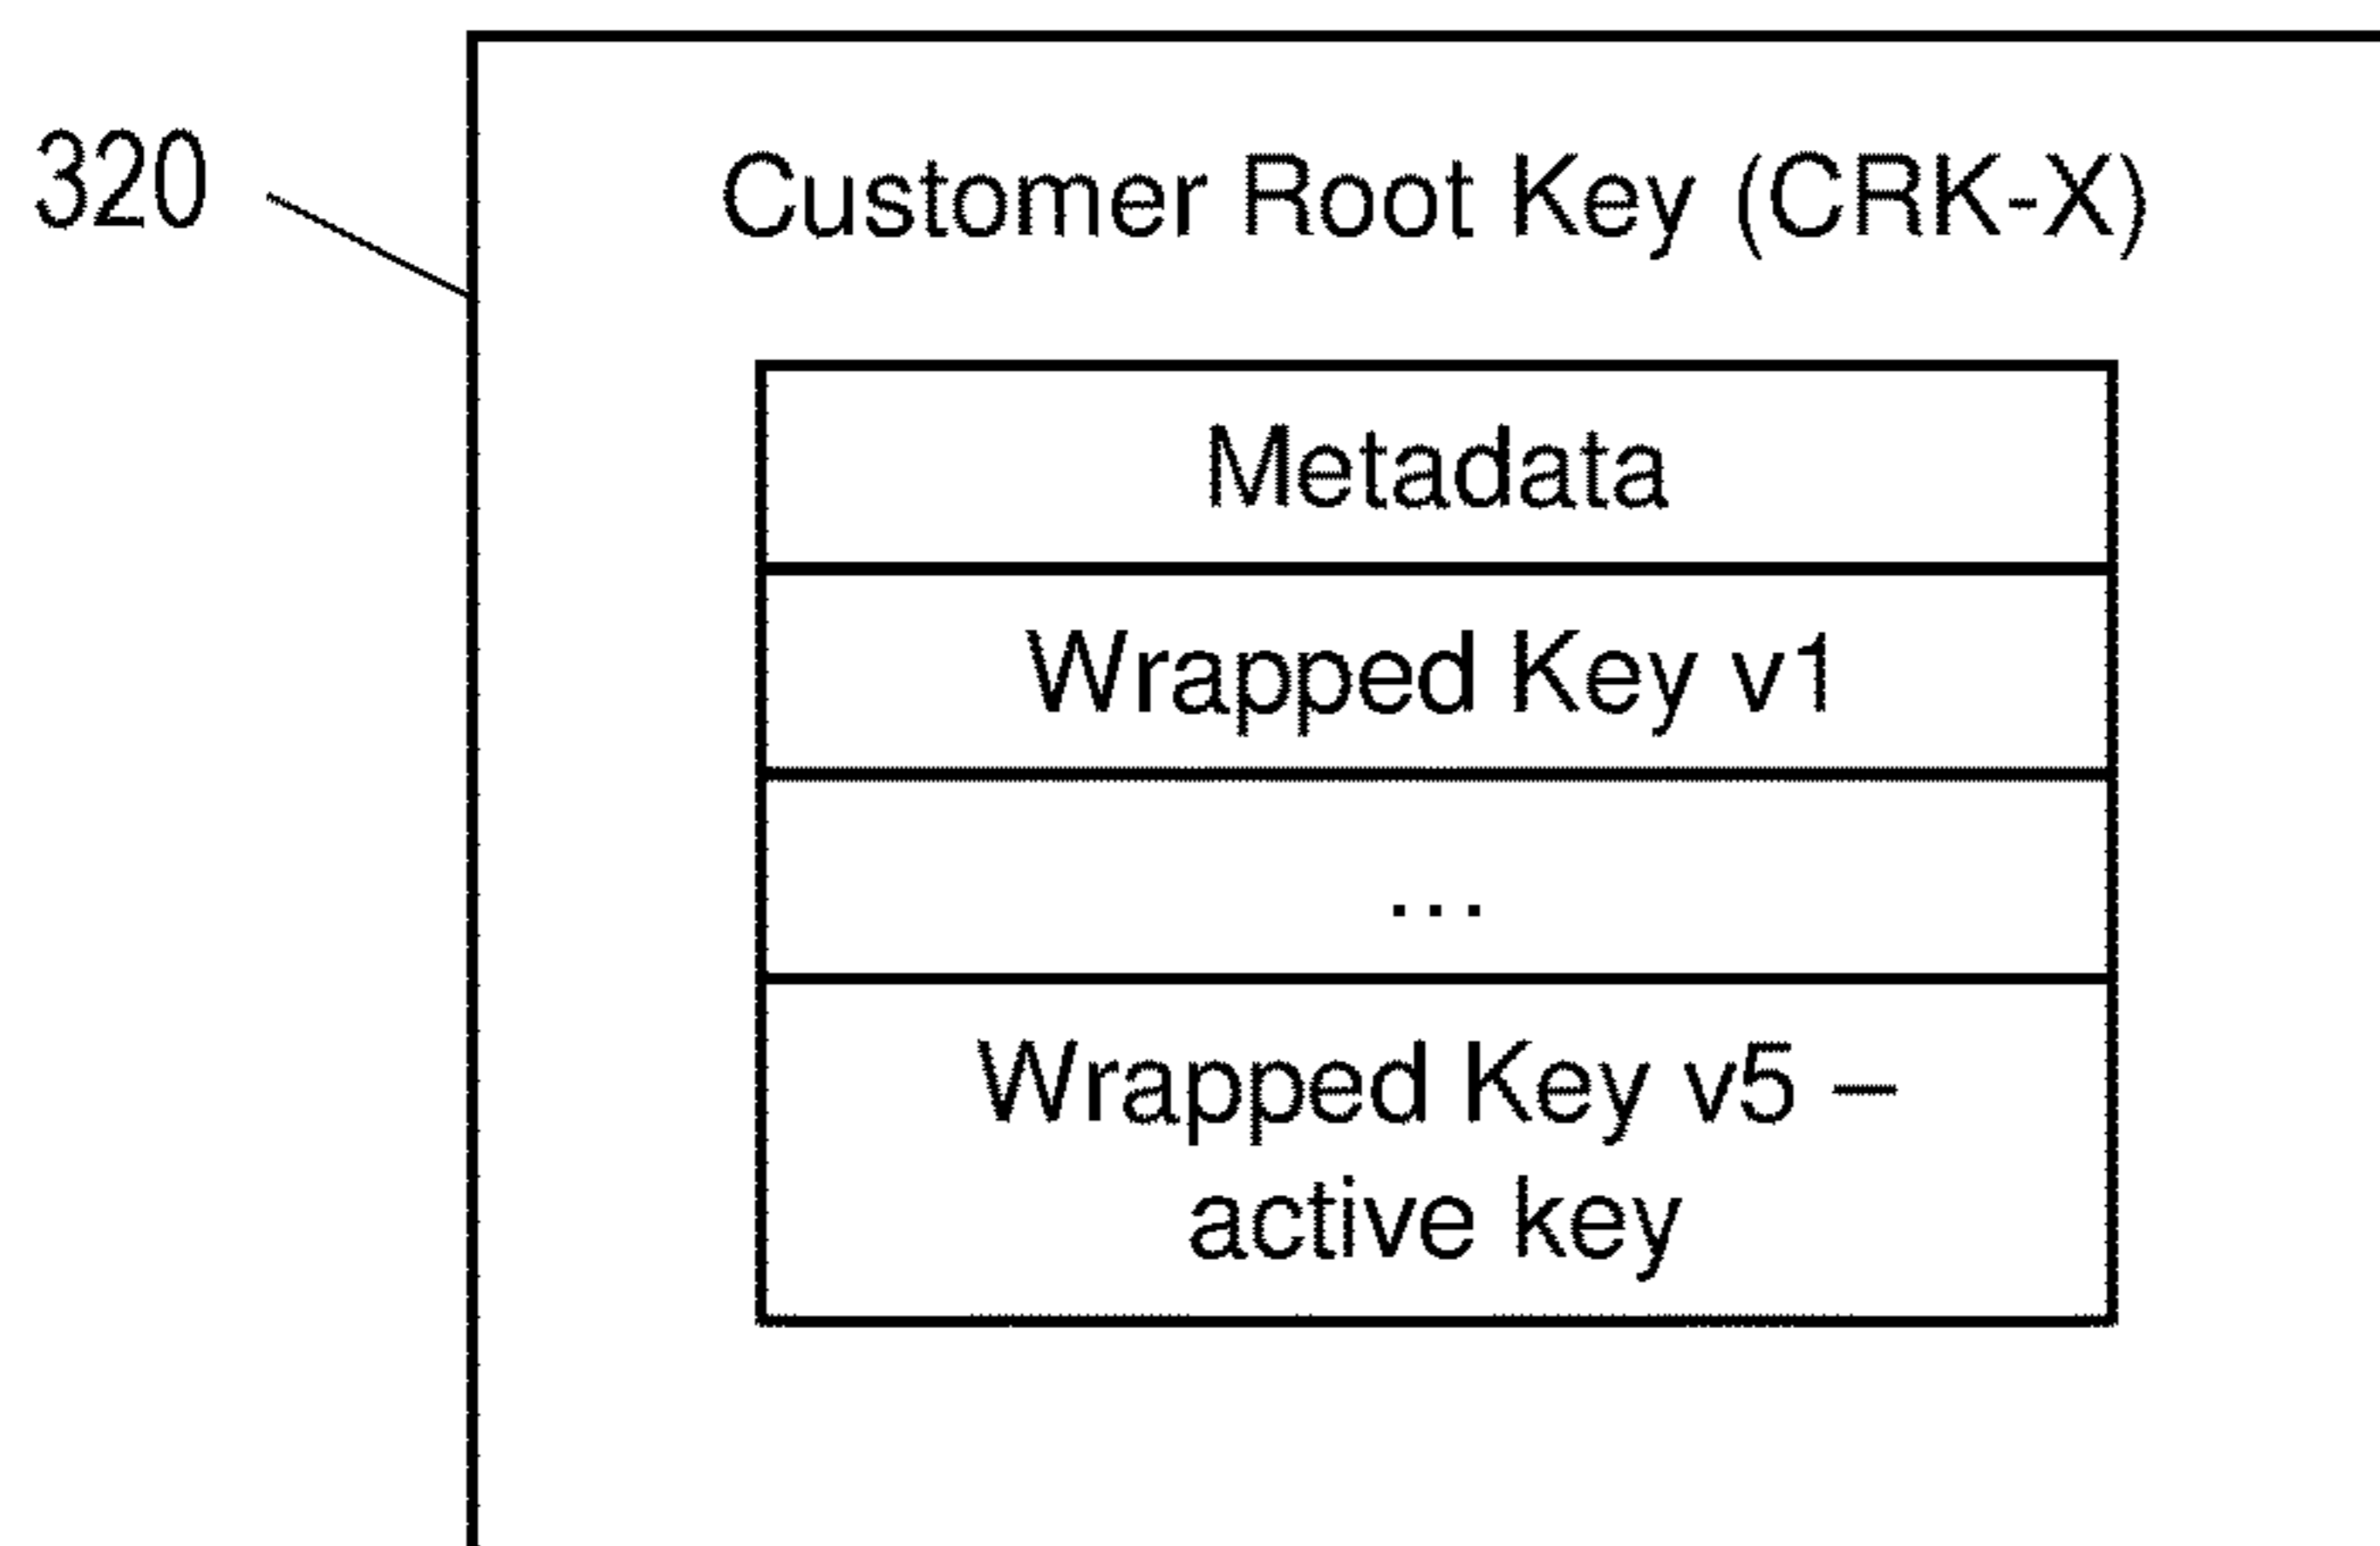 320
Customer Root Key (CRK-X)
Metadata
Wrapped Key v1
...
Wrapped Key v5 –
active key